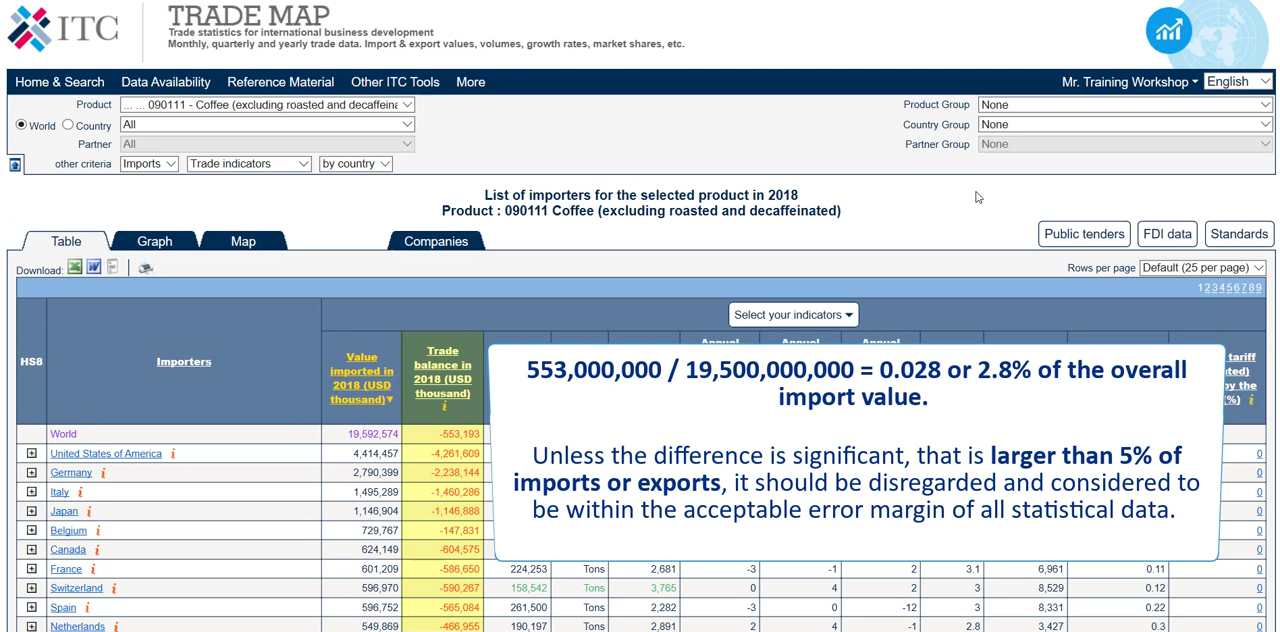 ITC
TRADE MAP
Trade statistics for international business development
Monthly, quarterly and yearly trade data. Import & export values, volumes, growth rates, market shares, etc.
Home & Search Data Availability Reference Material Other ITC Tools More Mr. Training Workshop English
Product ... ... 090111 - Coffee (excluding roasted and decaffeina Product Group None
World Country All Country Group None
Partner All Partner Group None
other criteria Imports Trade indicators by country
List of importers for the selected product in 2018
Product : 090111 Coffee (excluding roasted and decaffeinated)
Table Graph Map Companies Public tenders FDI data Standards
Download: Rows per page Default (25 per page)
1 2 3 4 5 6 7 8 9
Select your indicators
HS8 Importers
Value imported in 2018 (USD thousand)
Trade balance in 2018 (USD thousand) i
tariff
by the
(%) i
553,000,000 / 19,500,000,000 = 0.028 or 2.8% of the overall
import value.
Unless the difference is significant, that is larger than 5% of
imports or exports, it should be disregarded and considered to
be within the acceptable error margin of all statistical data.
World 19,592,574 -553,193
United States of America i 4,414,457 -4,261,609 0
Germany i 2,790,399 -2,238,144 0
Italy i 1,495,289 -1,460,286 0
Japan i 1,146,904 -1,146,888 0
Belgium i 729,767 -147,831 0
Canada i 624,149 -604,575 0
France i 601,209 -586,650 224,253 Tons 2,681 -3 -1 2 3.1 6,961 0.11 0
Switzerland i 596,970 -590,267 158,542 Tons 3,765 0 4 2 3 8,529 0.12 0
Spain i 596,752 -565,084 261,500 Tons 2,282 -3 0 -12 3 8,331 0.22 0
Netherlands i 549,869 -466,955 190,197 Tons 2,891 2 4 -1 2.8 3,427 0.3 0